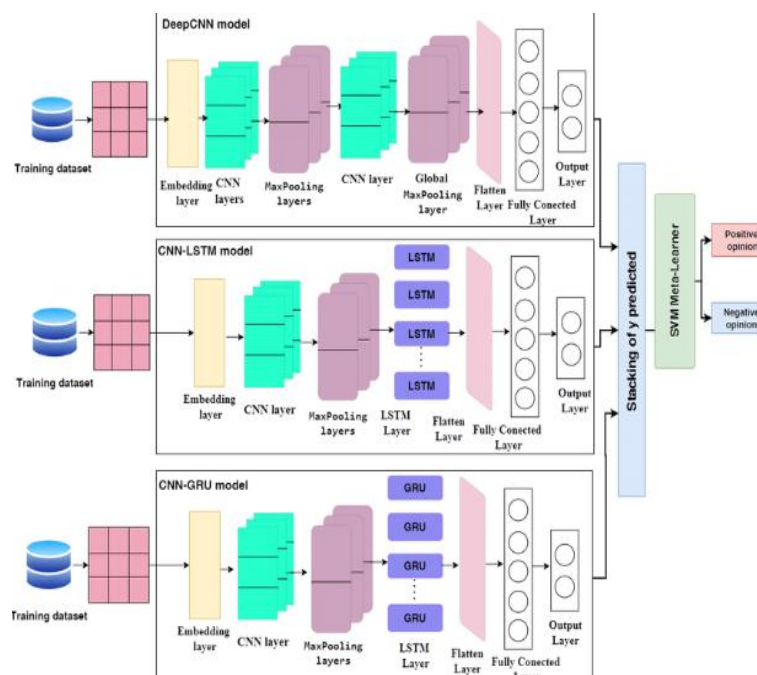 DeepCNN model
Training dataset
Embedding
layer
CNN
layers
MaxPooling
layers
CNN layer
Global
MaxPooling
layer
Flatten
Layer
Fully Conected
Layer
Output
Layer
CNN-LSTM model
LSTM
LSTM
LSTM
LSTM
Training dataset
Embedding
layer
CNN layer
MaxPooling
layers
LSTM
Layer
Flatten
Layer
Fully Conected
Layer
Output
Layer
CNN-GRU model
GRU
GRU
GRU
GRU
Training dataset
Embedding
layer
CNN layer
MaxPooling
layers
LSTM
Layer
Flatten
Layer
Fully Conected
Output
Layer
Stacking of y predicted
SVM Meta-Learner
Positive
opinion
Negative
opinion